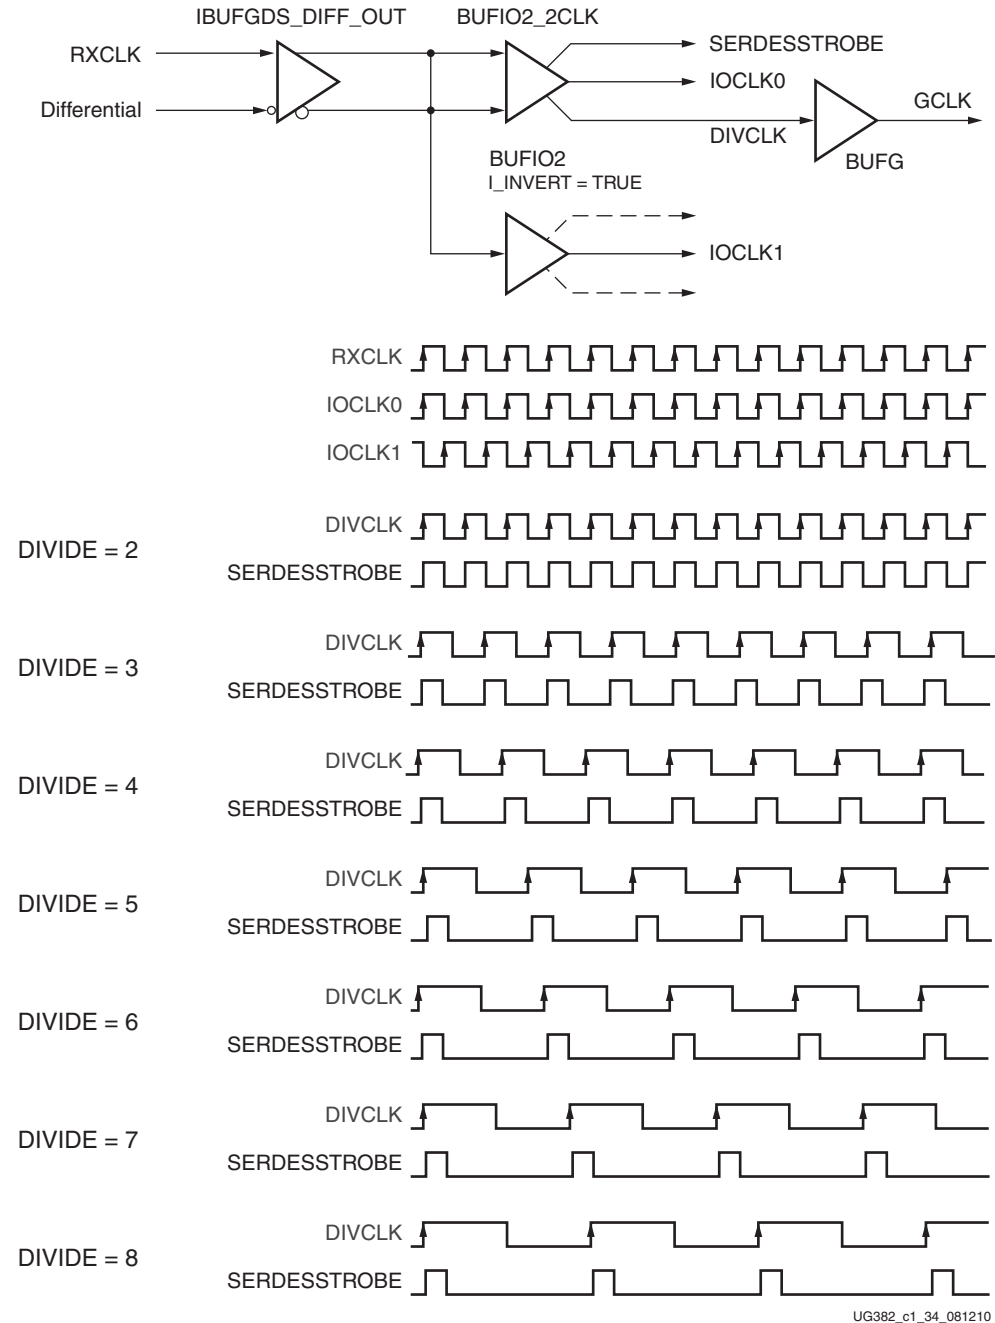 IBUFGDS_DIFF_OUT
BUFIO2_2CLK
RXCLK
SERDESSTROBE
IOCLK0
GCLK
Differential
DIVCLK
BUFG
BUFIO2
I_INVERT = TRUE
IOCLK1
RXCLK
IOCLK0
IOCLK1
DIVIDE = 2
DIVCLK
SERDESSTROBE
DIVIDE = 3
DIVCLK
SERDESSTROBE
DIVIDE = 4
DIVCLK
SERDESSTROBE
DIVIDE = 5
DIVCLK
SERDESSTROBE
DIVIDE = 6
DIVCLK
SERDESSTROBE
DIVIDE = 7
DIVCLK
SERDESSTROBE
DIVIDE = 8
DIVCLK
SERDESSTROBE
UG382_c1_34_081210